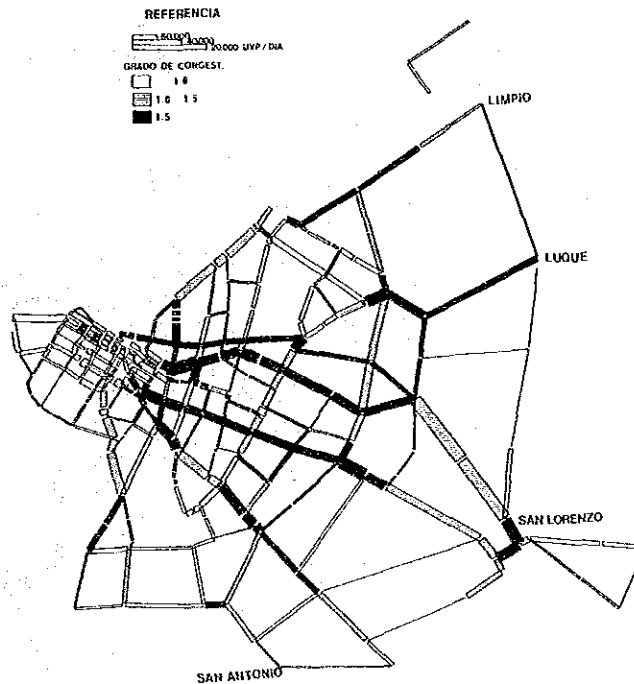 REFERENCIA
60.000
40.000
20.000 UVP/DIA
GRADO DE CONGEST.
1.0
1.0 1.5
1.5
LIMPIO
LUQUE
SAN LORENZO
SAN ANTONIO